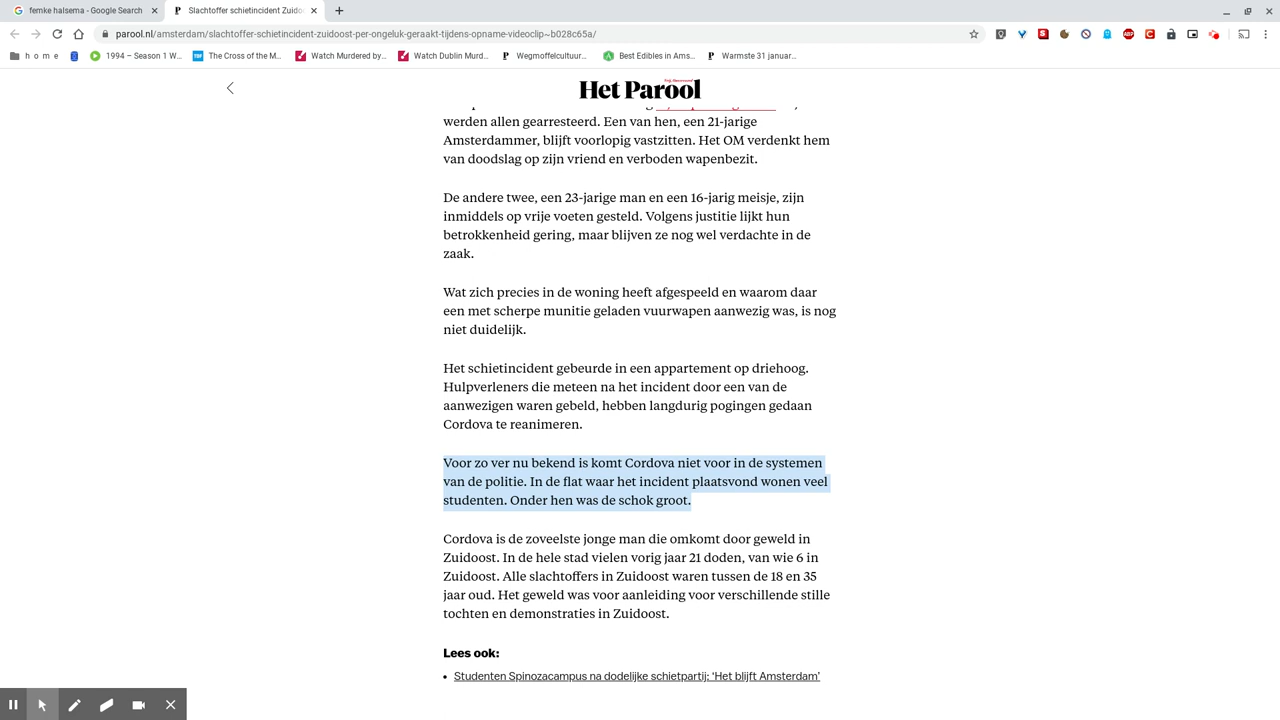 femke halsema - Google Search
Slachtoffer schietincident Zuidoo
parool.nl/amsterdam/slachtoffer-schietincident-zuidoost-per-ongeluk-geraakt-tijdens-opname-videoclip~b028c65a/
h o m e
1994 – Season 1 W...
The Cross of the M...
Watch Murdered by...
Watch Dublin Murd...
Wegmoffelcultuur...
Best Edibles in Ams...
Warmste 31 januar...
Het Parool
werden allen gearresteerd. Een van hen, een 21-jarige
Amsterdammer, blijft voorlopig vastzitten. Het OM verdenkt hem
van doodslag op zijn vriend en verboden wapenbezit.
De andere twee, een 23-jarige man en een 16-jarig meisje, zijn
inmiddels op vrije voeten gesteld. Volgens justitie lijkt hun
betrokkenheid gering, maar blijven ze nog wel verdachte in de
zaak.
Wat zich precies in de woning heeft afgespeeld en waarom daar
een met scherpe munitie geladen vuurwapen aanwezig was, is nog
niet duidelijk.
Het schietincident gebeurde in een appartement op driehoog.
Hulpverleners die meteen na het incident door een van de
aanwezigen waren gebeld, hebben langdurig pogingen gedaan
Cordova te reanimeren.
Voor zo ver nu bekend is komt Cordova niet voor in de systemen
van de politie. In de flat waar het incident plaatsvond wonen veel
studenten. Onder hen was de schok groot.
Cordova is de zoveelste jonge man die omkomt door geweld in
Zuidoost. In de hele stad vielen vorig jaar 21 doden, van wie 6 in
Zuidoost. Alle slachtoffers in Zuidoost waren tussen de 18 en 35
jaar oud. Het geweld was voor aanleiding voor verschillende stille
tochten en demonstraties in Zuidoost.
Lees ook:
• Studenten Spinozacampus na dodelijke schietpartij: ‘Het blijft Amsterdam’